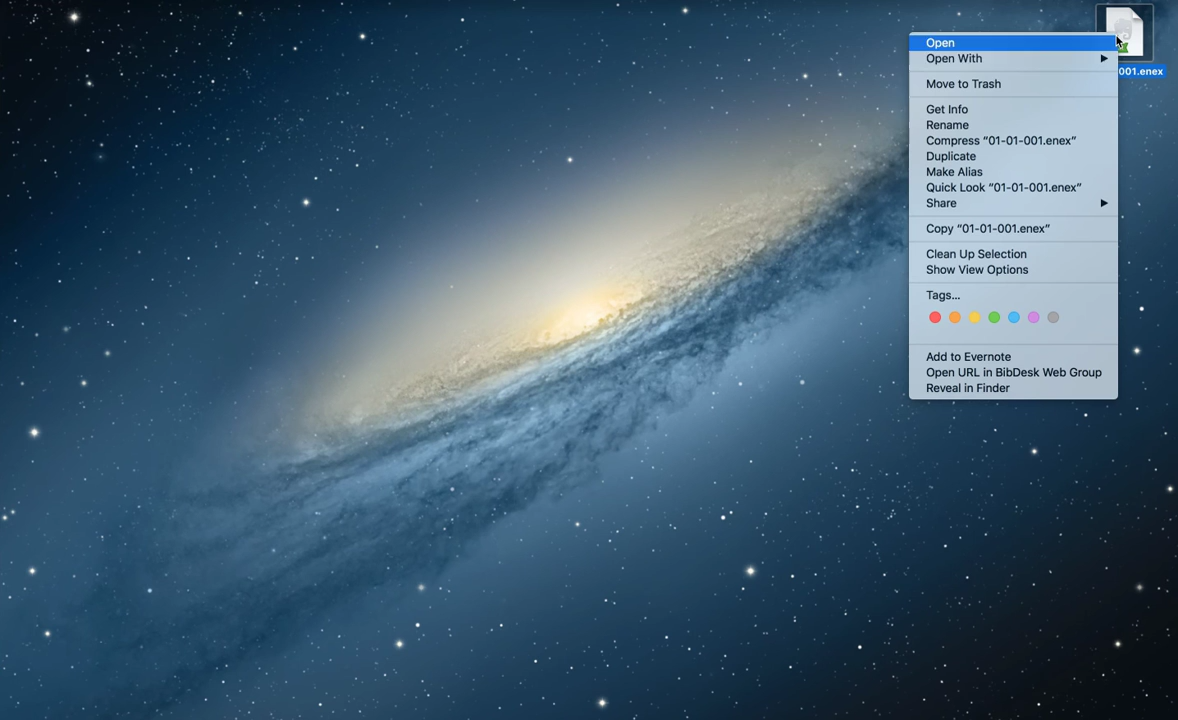 Open
001.enex
Open With
Move to Trash
Get Info
Rename
Compress “01-01-001.enex”
Duplicate
Make Alias
Quick Look “01-01-001.enex”
Share
Copy “01-01-001.enex”
Clean Up Selection
Show View Options
Tags...
Add to Evernote
Open URL in BibDesk Web Group
Reveal in Finder